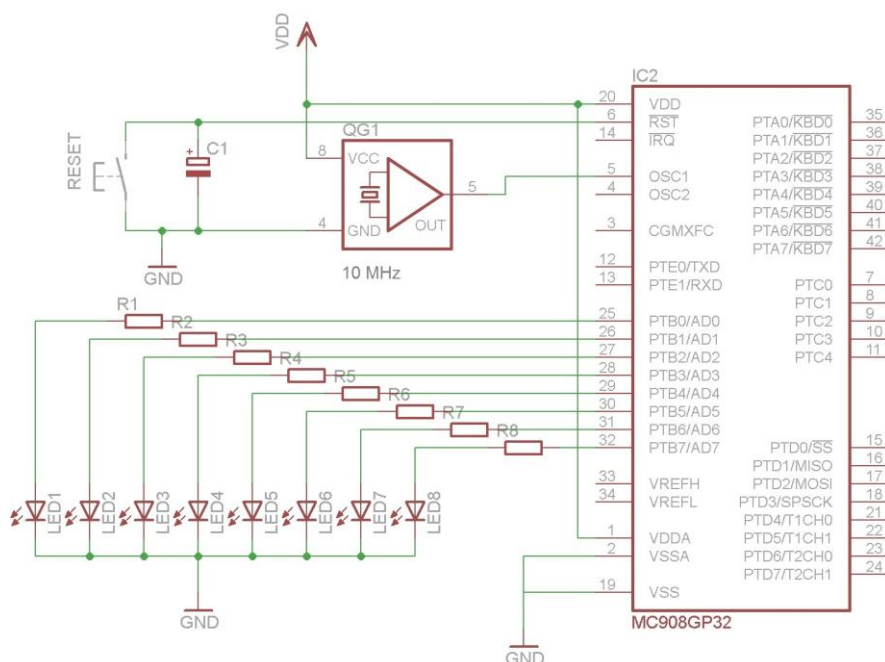 VDD
IC2
20 VDD
6 RST
14 IRQ
5 OSC1
4 OSC2
3 CGMXFC
12 PTE0/TXD
13 PTE1/RXD
25 PTB0/AD0
26 PTB1/AD1
27 PTB2/AD2
28 PTB3/AD3
29 PTB4/AD4
30 PTB5/AD5
31 PTB6/AD6
32 PTB7/AD7
33 VREFH
34 VREFL
1 VDDA
2 VSSA
19 VSS
PTA0/KBD0 35
PTA1/KBD1 36
PTA2/KBD2 37
PTA3/KBD3 38
PTA4/KBD4 39
PTA5/KBD5 40
PTA6/KBD6 41
PTA7/KBD7 42
PTC0 7
PTC1 8
PTC2 9
PTC3 10
PTC4 11
PTD0/SS 15
PTD1/MISO 16
PTD2/MOSI 17
PTD3/SPSCK 18
PTD4/T1CH0 21
PTD5/T1CH1 22
PTD6/T2CH0 23
PTD7/T2CH1 24
MC908GP32
RESET
+
C1
GND
QG1
8 VCC
4 GND
OUT 5
10 MHz
R1
R2
R3
R4
R5
R6
R7
R8
LED1
LED2
LED3
LED4
LED5
LED6
LED7
LED8
GND
GND